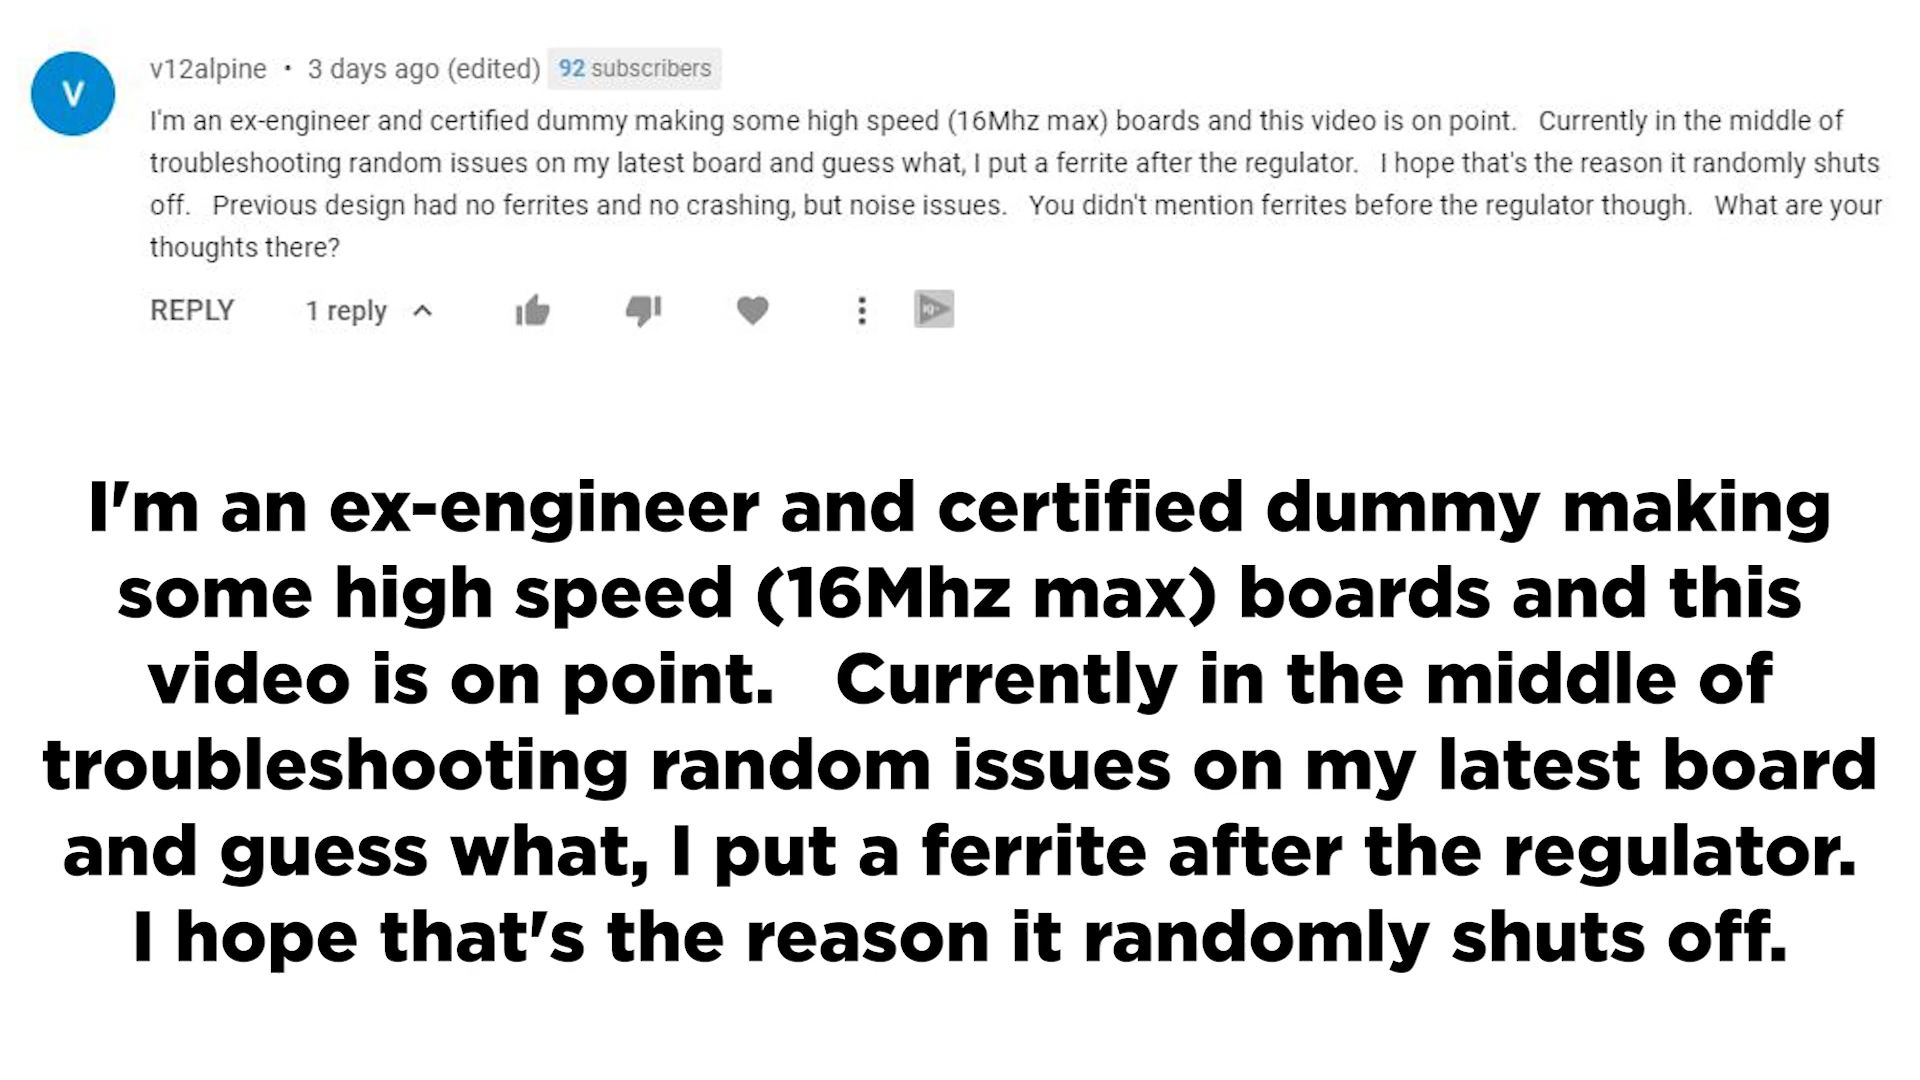 V
v12alpine • 3 days ago (edited) 92 subscribers
I'm an ex-engineer and certified dummy making some high speed (16Mhz max) boards and this video is on point. Currently in the middle of
troubleshooting random issues on my latest board and guess what, I put a ferrite after the regulator. I hope that's the reason it randomly shuts
off. Previous design had no ferrites and no crashing, but noise issues. You didn't mention ferrites before the regulator though. What are your
thoughts there?
REPLY 1 reply
I'm an ex-engineer and certified dummy making
some high speed (16Mhz max) boards and this
video is on point. Currently in the middle of
troubleshooting random issues on my latest board
and guess what, I put a ferrite after the regulator.
I hope that's the reason it randomly shuts off.